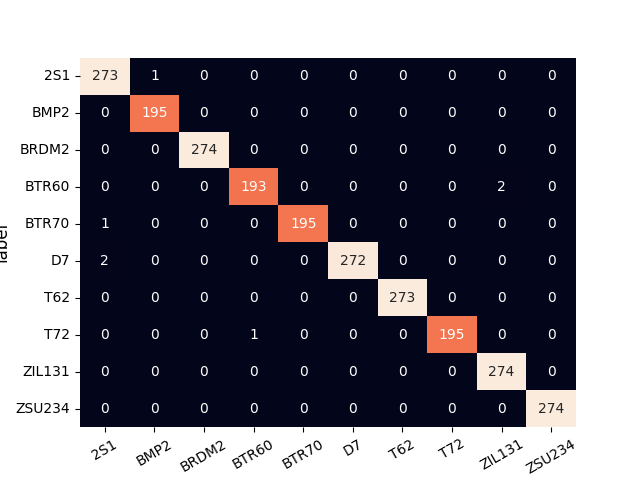 2S1 273 1 0 0 0 0 0 0 0 0
BMP2 0 195 0 0 0 0 0 0 0 0
BRDM2 0 0 274 0 0 0 0 0 0 0
BTR60 0 0 0 193 0 0 0 0 2 0
BTR70 1 0 0 0 195 0 0 0 0 0
D7 2 0 0 0 0 272 0 0 0 0
T62 0 0 0 0 0 0 273 0 0 0
T72 0 0 0 1 0 0 0 195 0 0
ZIL131 0 0 0 0 0 0 0 0 274 0
ZSU234 0 0 0 0 0 0 0 0 0 274
2S1 BMP2 BRDM2 BTR60 BTR70 D7 T62 T72 ZIL131 ZSU234
label